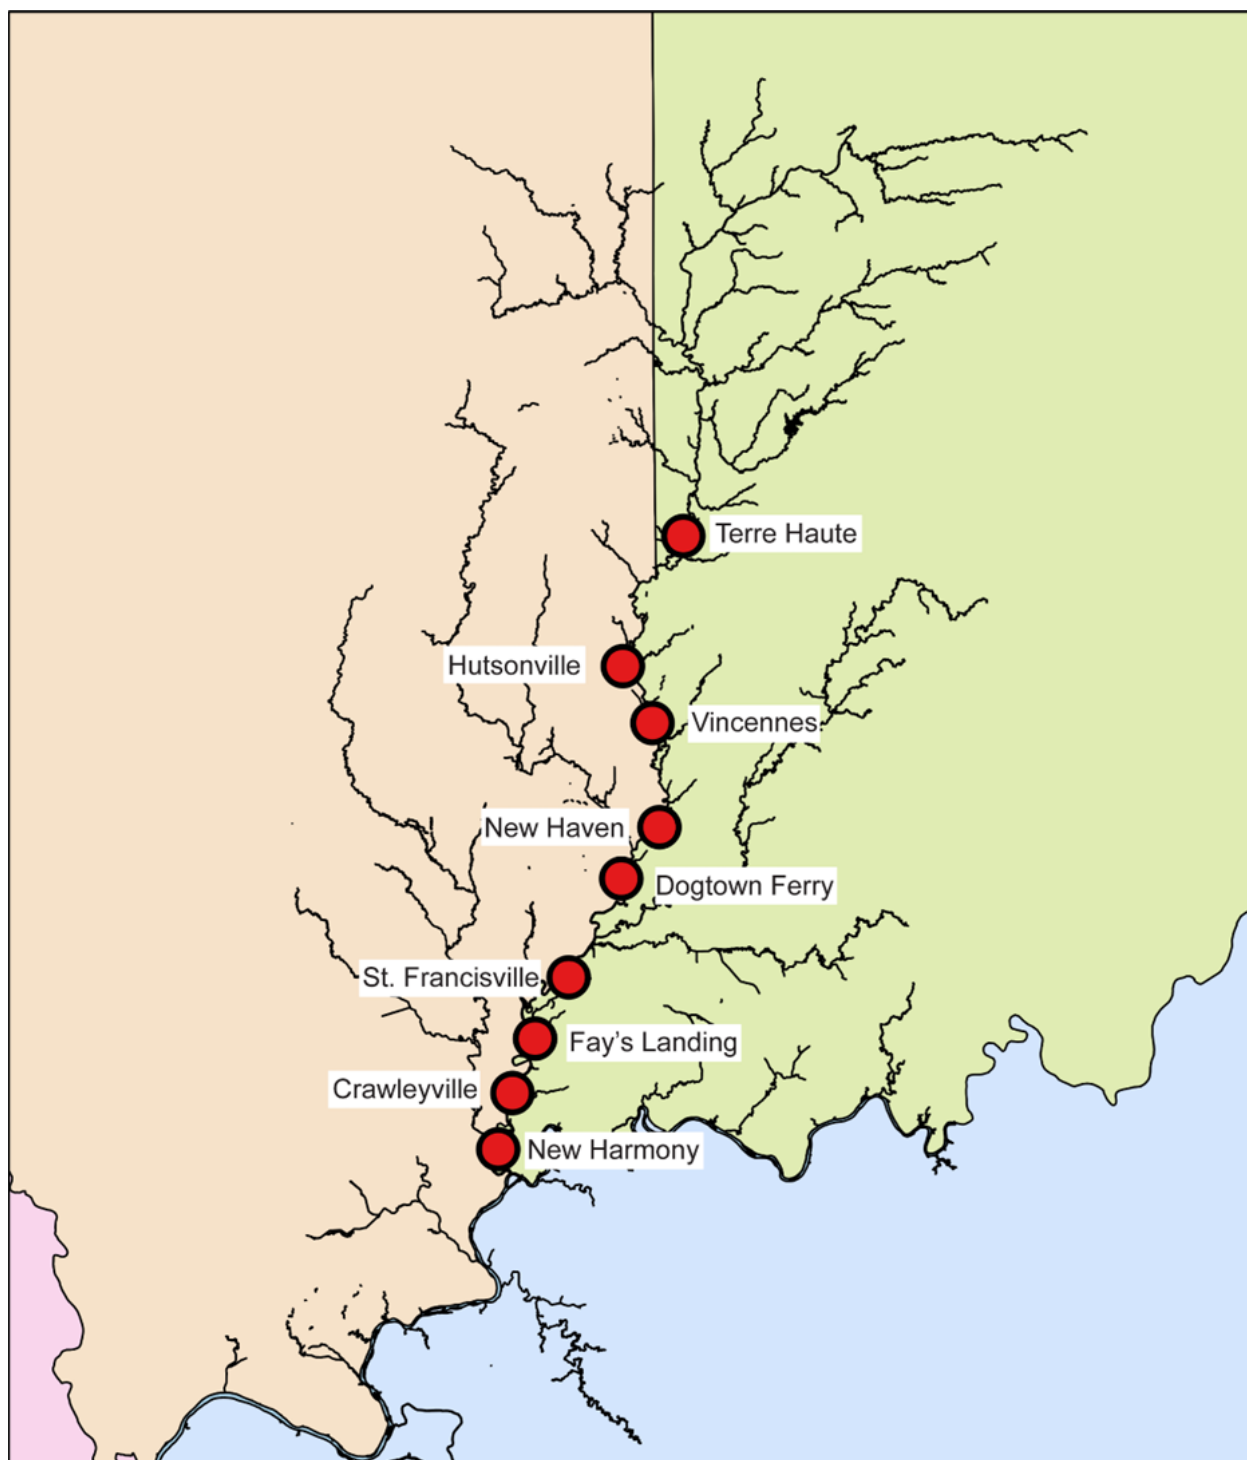 Terre Haute
Hutsonville
Vincennes
New Haven
Dogtown Ferry
St. Francisville
Fay’s Landing
Crawleyville
New Harmony